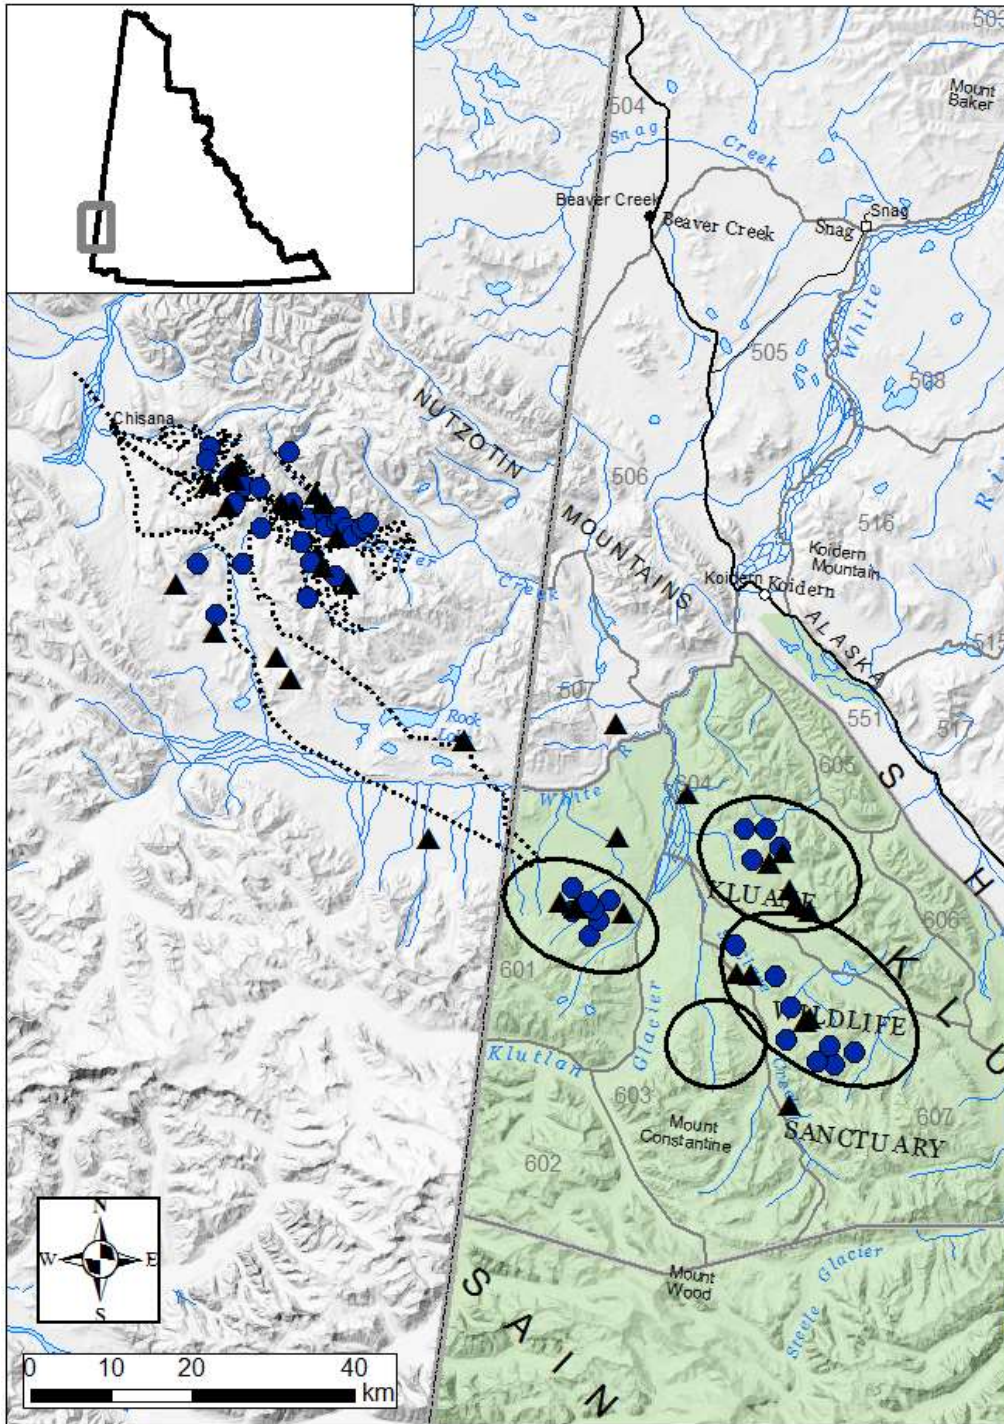 503
Mount
Baker
504
Snag
Creek
Beaver Creek
Beaver Creek
Snag
Snag
White
505
508
Chisana
NUTZOTIN
506
516
MOUNTAINS
Koidern
Mountain
Creek
Koidern
Koidern
ALASKA
507
551
517
Rock
S
605
604
White
R
H
KLUANE
606
K
601
L
WILDLIFE
U
Klutlan
Glacier
603
Mount
Constantine
607
SANCTUARY
602
N
W
E
S
Mount
Wood
Steele
Glacier
S
A
I
N
0
10
20
40
km